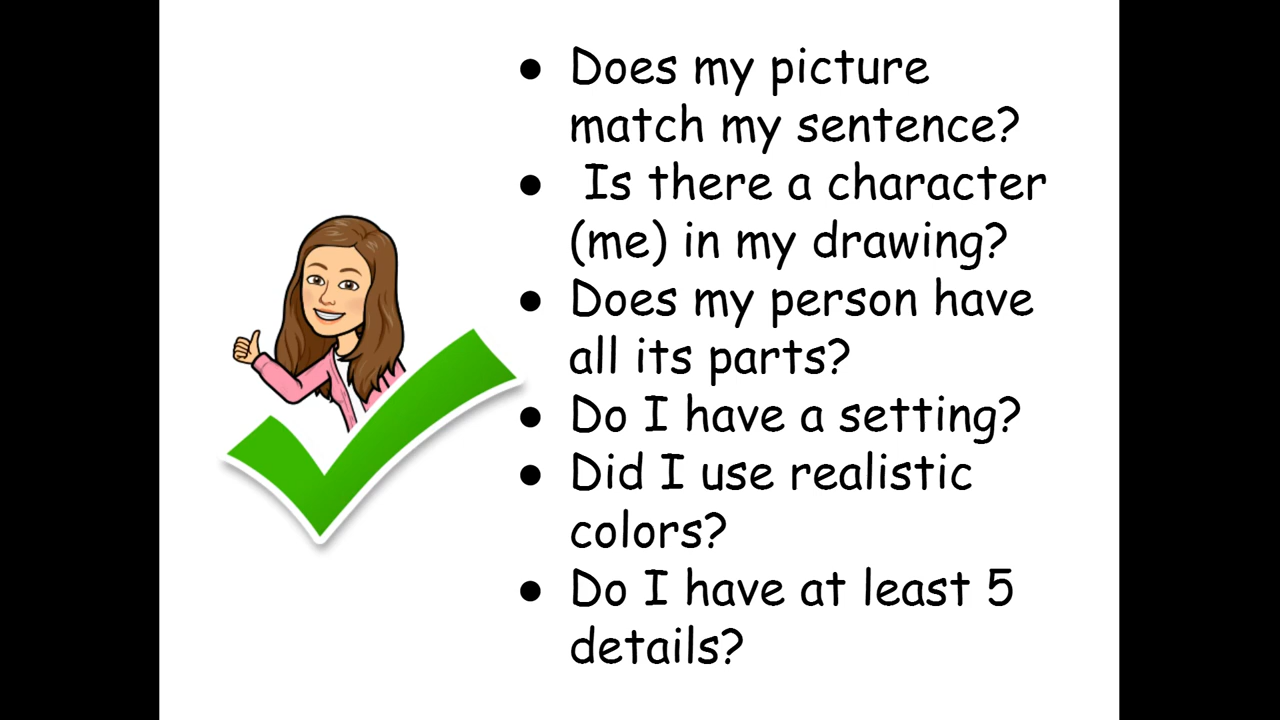 ● Does my picture
match my sentence?
● Is there a character
(me) in my drawing?
● Does my person have
all its parts?
● Do I have a setting?
● Did I use realistic
colors?
● Do I have at least 5
details?